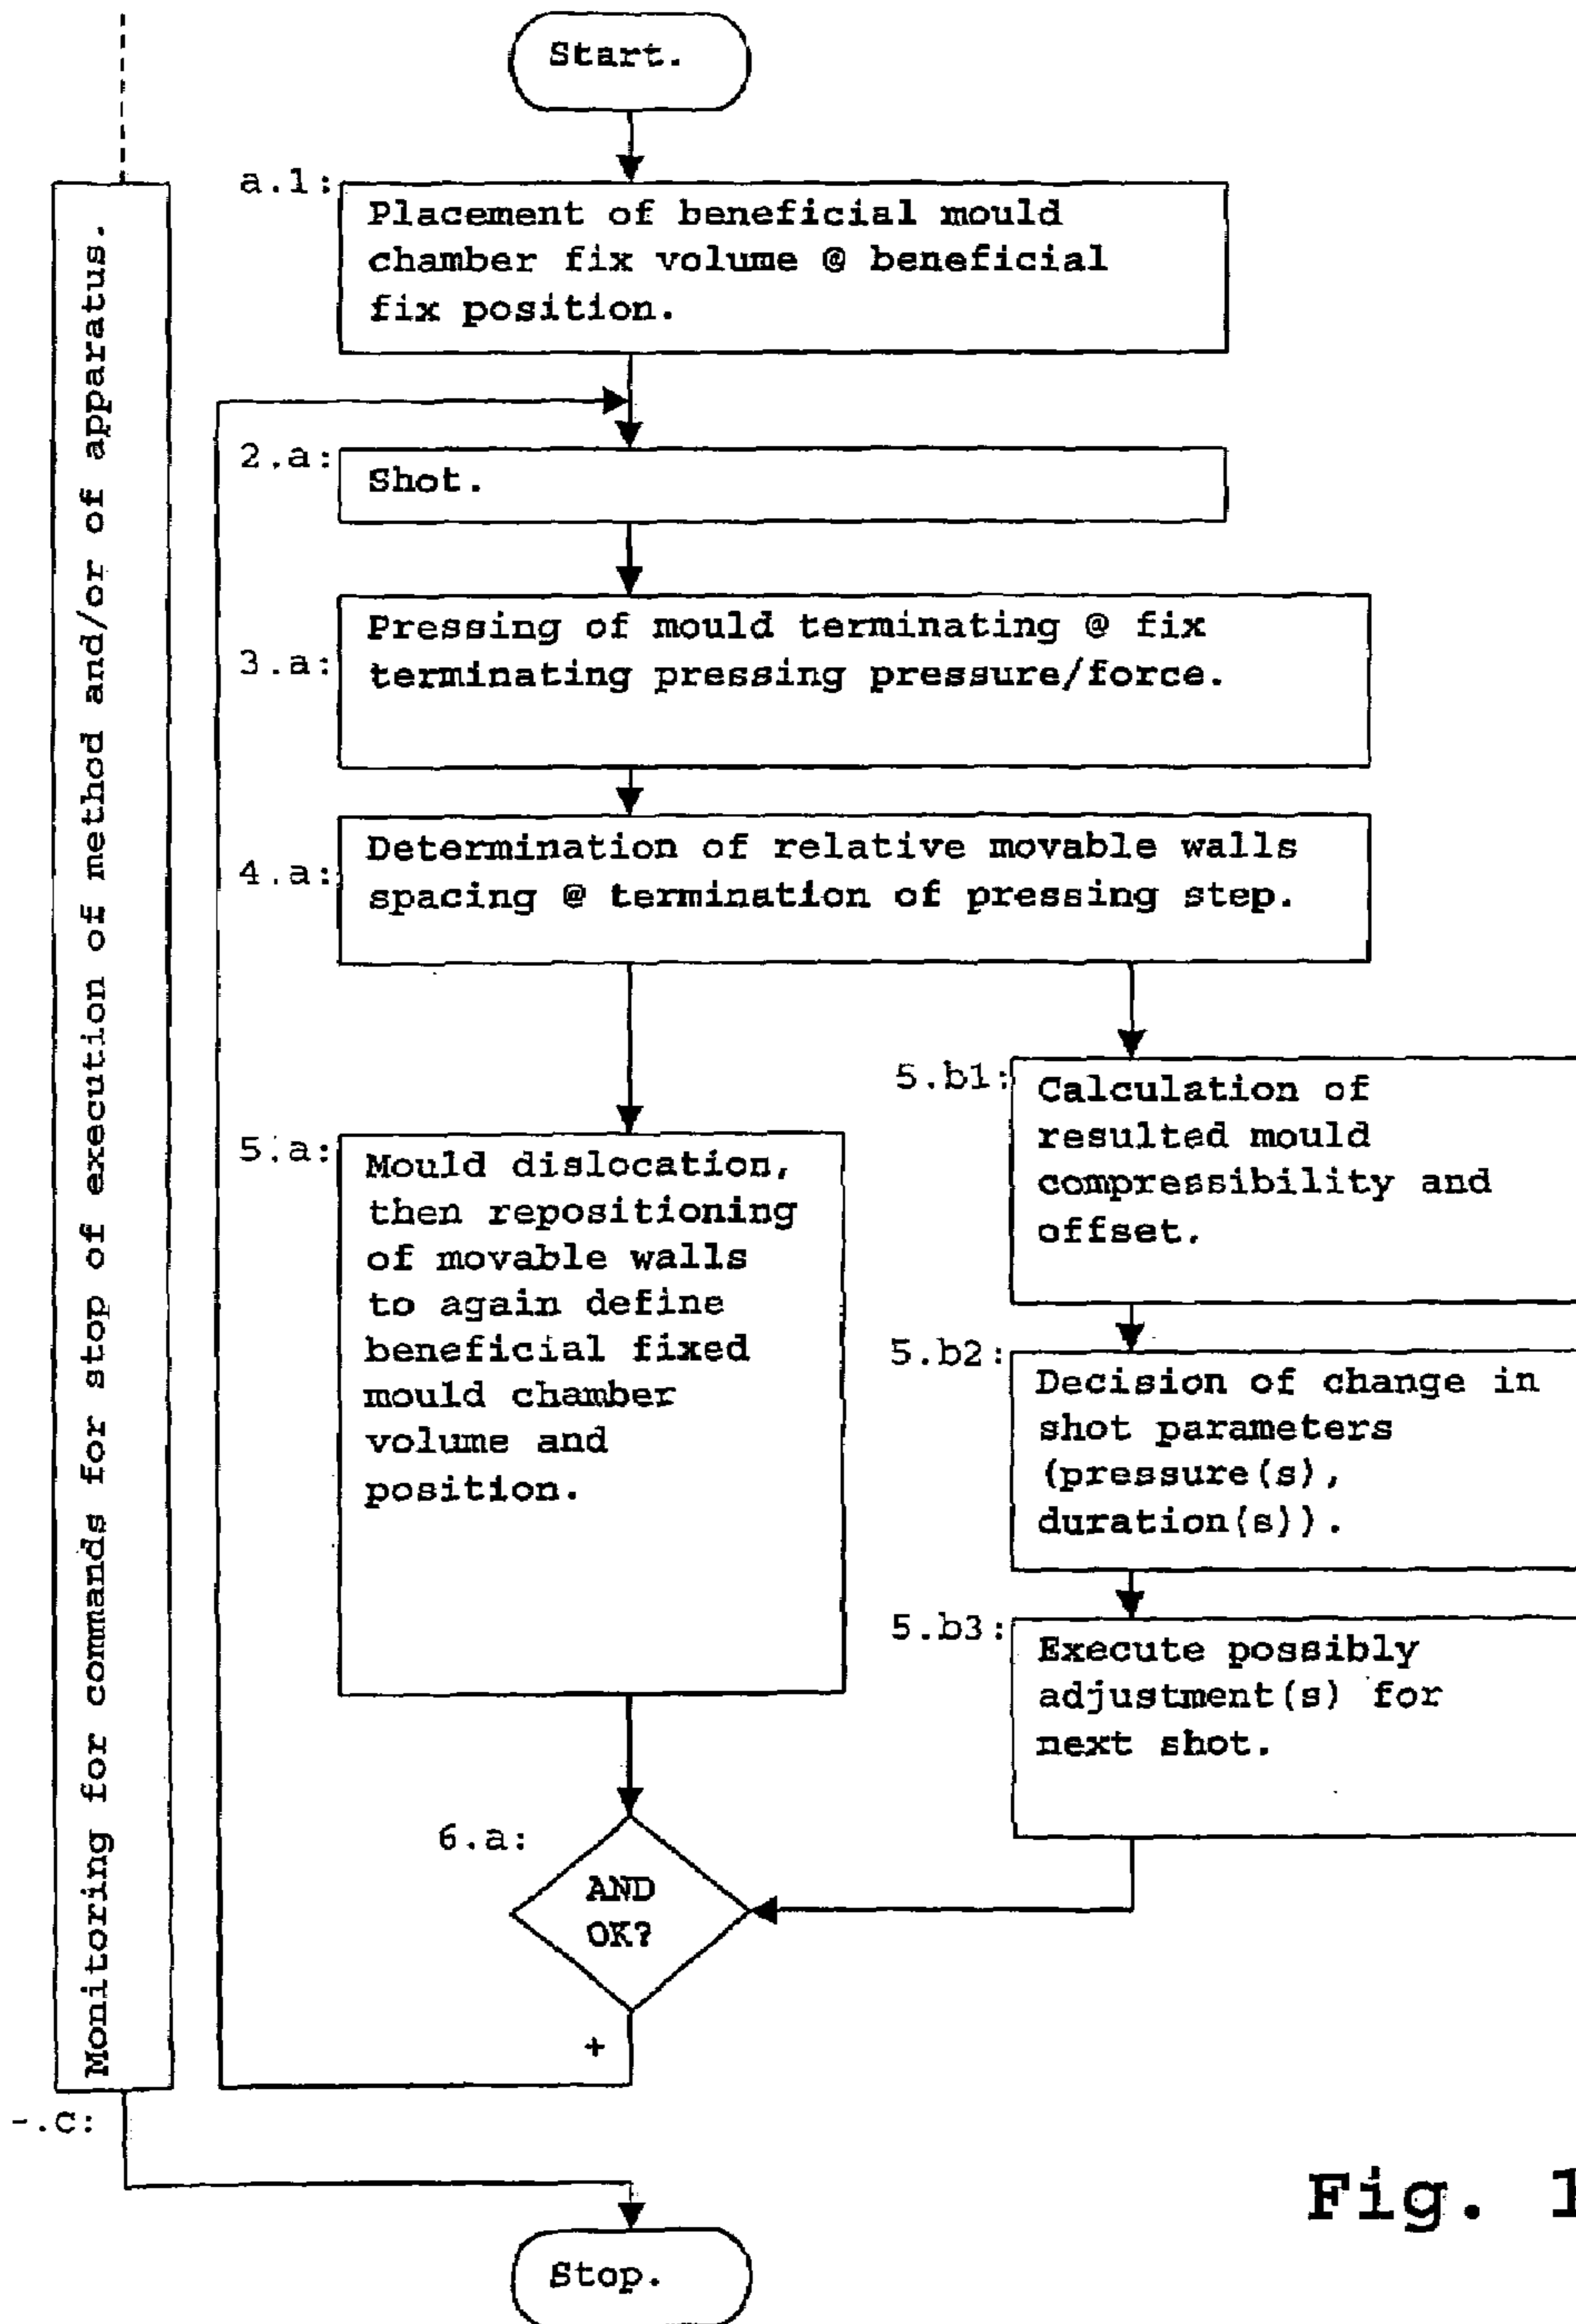 Start.
a.1:
Placement of beneficial mould
chamber fix volume @ beneficial
fix position.
2.a:
Shot.
3.a:
Pressing of mould terminating @ fix
terminating pressing pressure/force.
4.a:
Determination of relative movable walls
spacing @ termination of pressing step.
5.a:
Mould dislocation,
then repositioning
of movable walls
to again define
beneficial fixed
mould chamber
volume and
position.
5.b1:
Calculation of
resulted mould
compressibility and
offset.
5.b2:
Decision of change in
shot parameters
(pressure(s),
duration(s)).
5.b3:
Execute possibly
adjustment(s) for
next shot.
6.a:
AND
OK?
+
Monitoring for commands for stop of execution of method and/or of apparatus.
-.c:
Stop.
Fig. 1